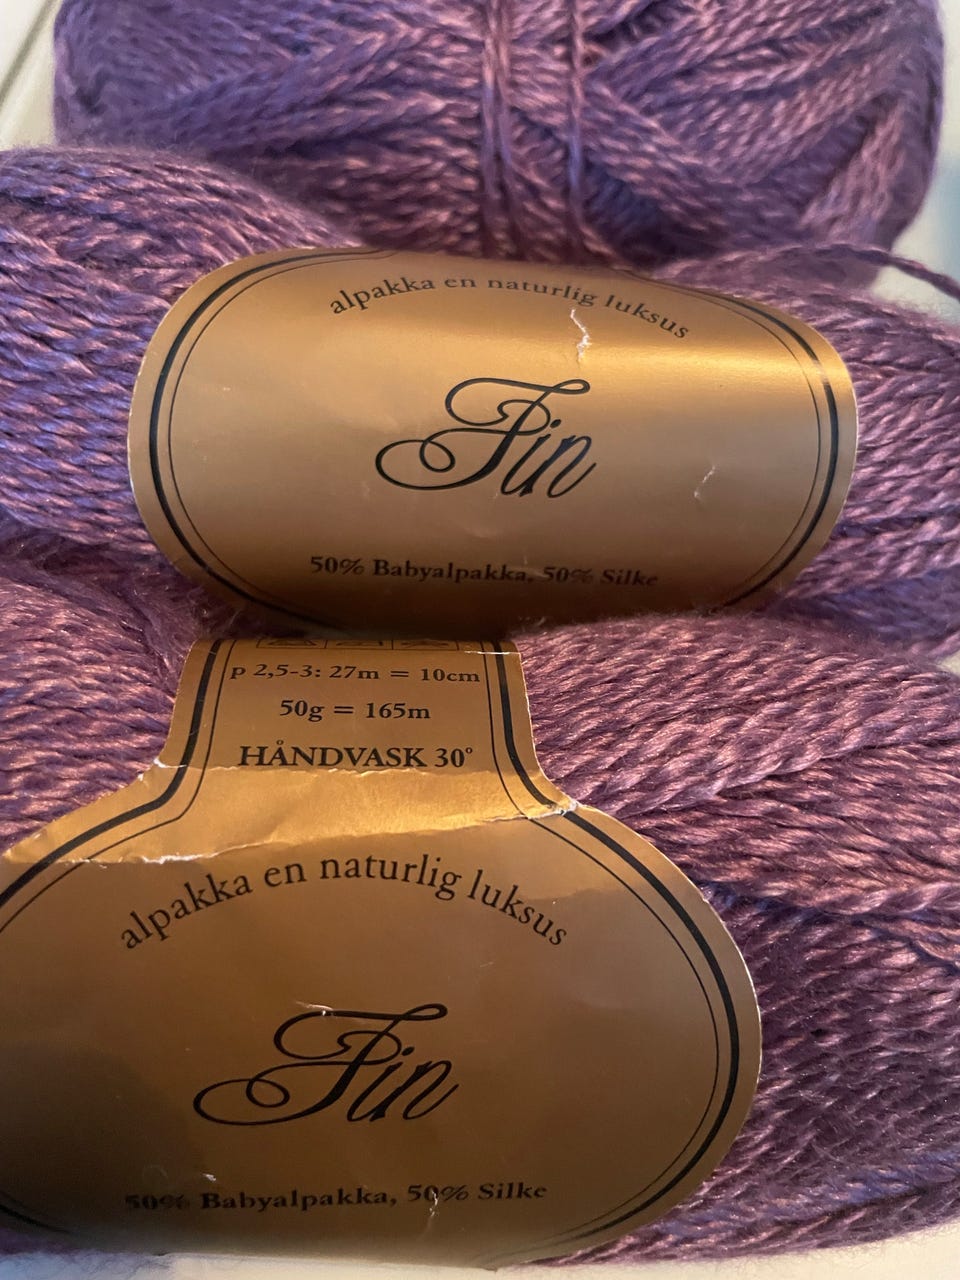 alpakka en naturlig luksus
Fin
50% Babyalpakka, 50% Silke
p 2,5-3: 27m = 10cm
50g = 165m
HÅNDVASK 30°
alpakka en naturlig luksus
Fin
50% Babyalpakka, 50% Silke